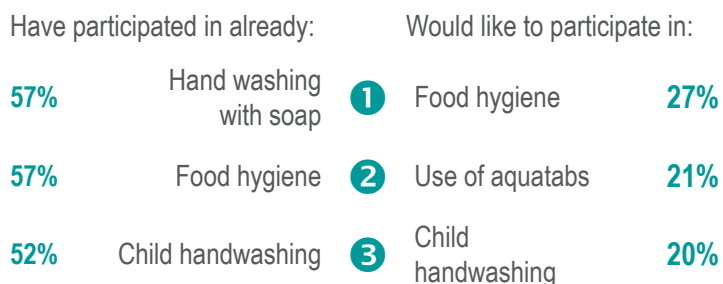 Have participated in already: Would like to participate in:
57% Hand washing with soap 1 Food hygiene 27%
57% Food hygiene 2 Use of aquatabs 21%
52% Child handwashing 3 Child handwashing 20%